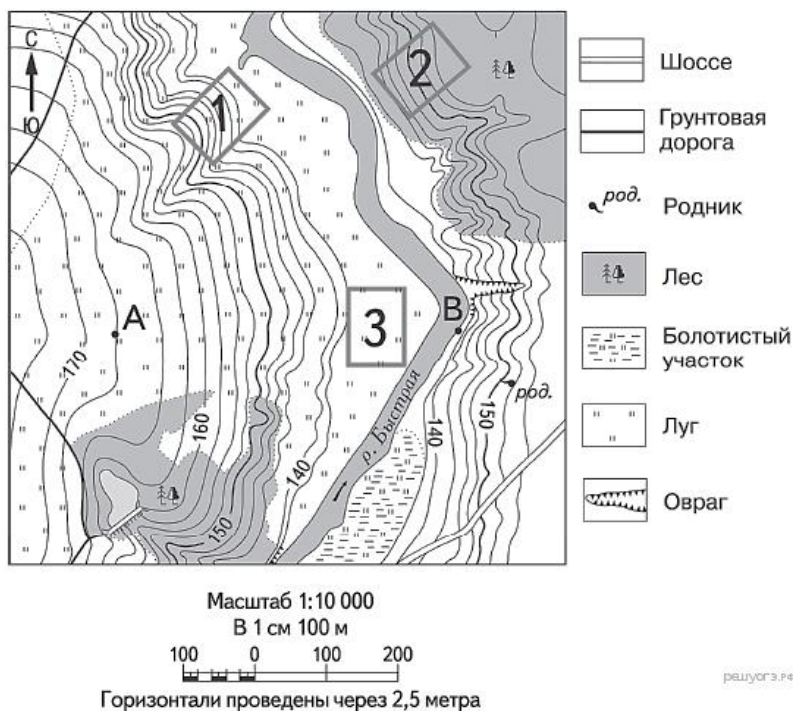 С
Ю
1
2
3
А
В
170
160
150
140
140
150
род.
р. Быстрая
Шоссе
Грунтовая
дорога
род.
Родник
Лес
Болотистый
участок
Луг
Овраг
Масштаб 1:10 000
В 1 см 100 м
100 0 100 200
Горизонтали проведены через 2,5 метра
решуогэ.рф